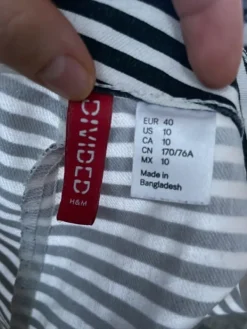 DIVIDED
H&M
EUR 40
US 10
CA 10
CN 170/76A
MX 10
Made in
Bangladesh